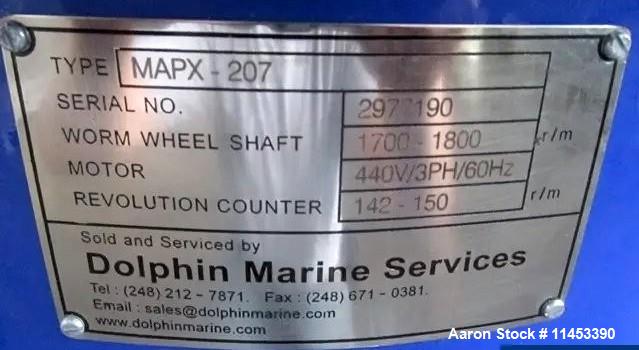 TYPE MAPX - 207
SERIAL NO. 2977190
WORM WHEEL SHAFT 1700 - 1800 r/m
MOTOR 440V/3PH/60Hz
REVOLUTION COUNTER 142 - 150 r/m
Sold and Serviced by
Dolphin Marine Services
Tel : (248) 212 - 7871. Fax : (248) 671 - 0381.
Email : sales@dolphinmarine.com
www.dolphinmarine.com
Aaron Stock # 11453390